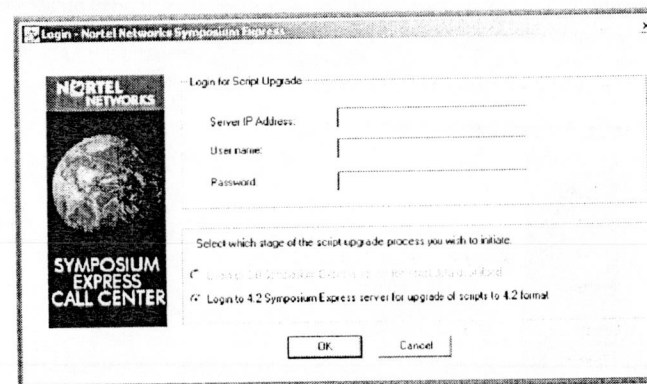 Login - Nortel Networks Symposium Express
NORTEL
NETWORKS
SYMPOSIUM
EXPRESS
CALL CENTER
Login for Script Upgrade
Server IP Address:
User name:
Password:
Select which stage of the script upgrade process you wish to initiate.
Login to 4.2 Symposium Express server for upgrade of scripts to 4.2 format
OK
Cancel